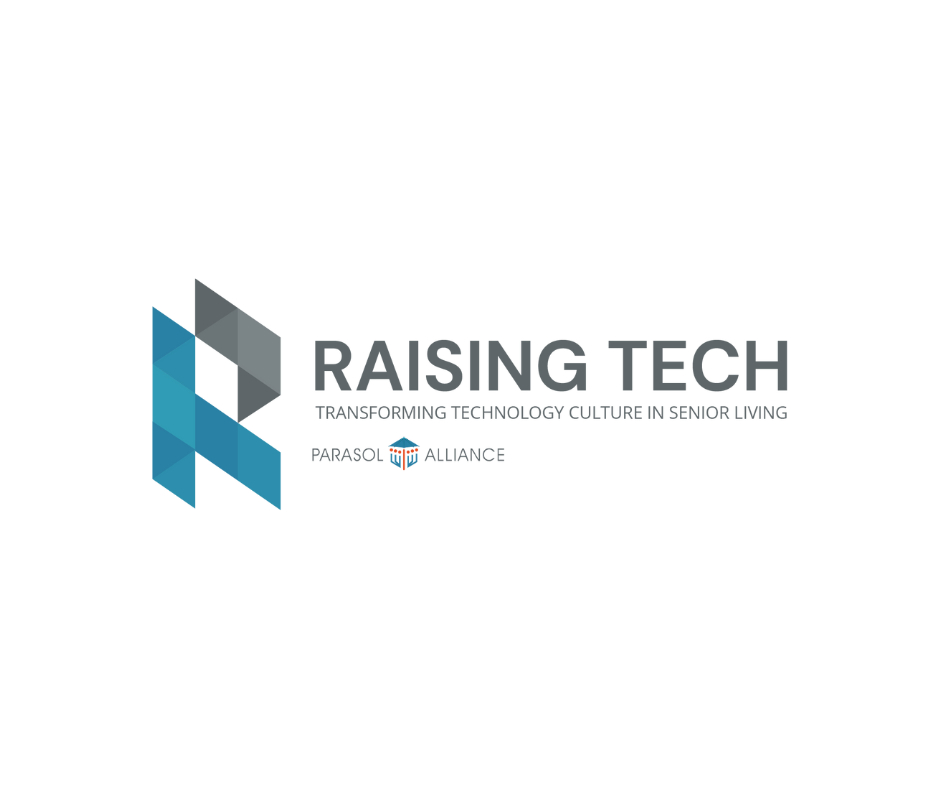 RAISING TECH
TRANSFORMING TECHNOLOGY CULTURE IN SENIOR LIVING
PARASOL ALLIANCE